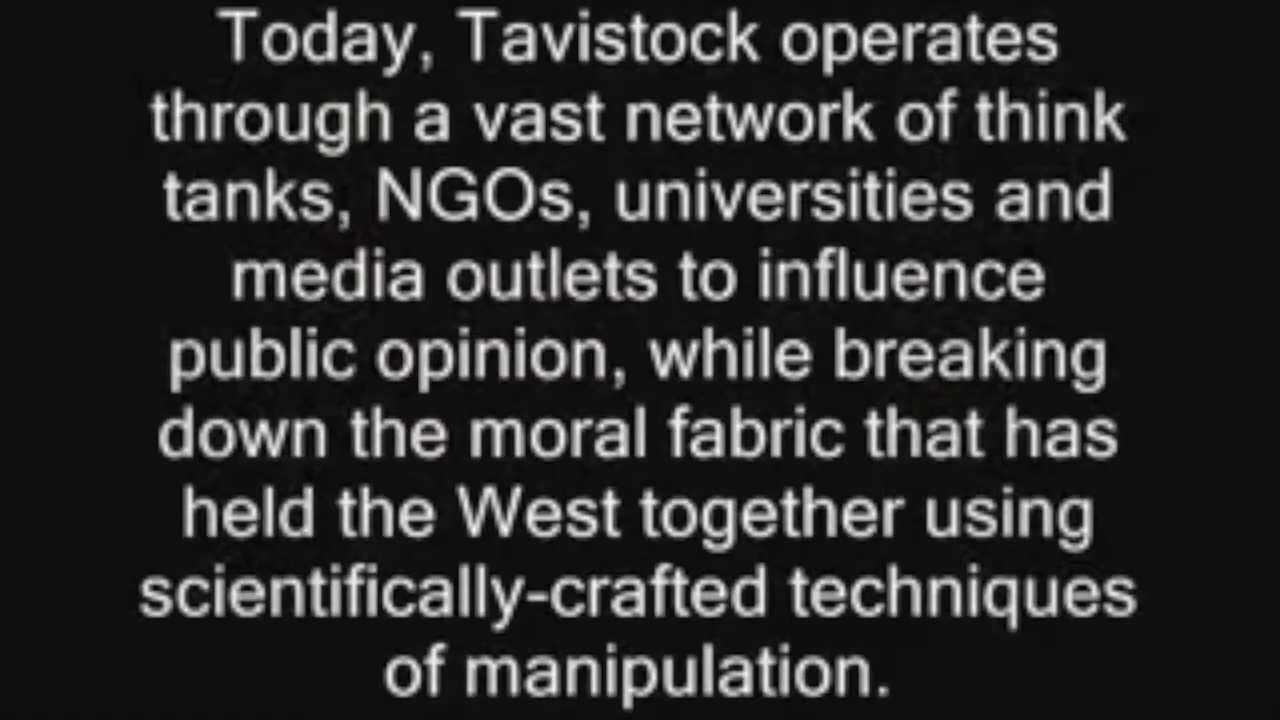 Today, Tavistock operates
through a vast network of think
tanks, NGOs, universities and
media outlets to influence
public opinion, while breaking
down the moral fabric that has
held the West together using
scientifically-crafted techniques
of manipulation.